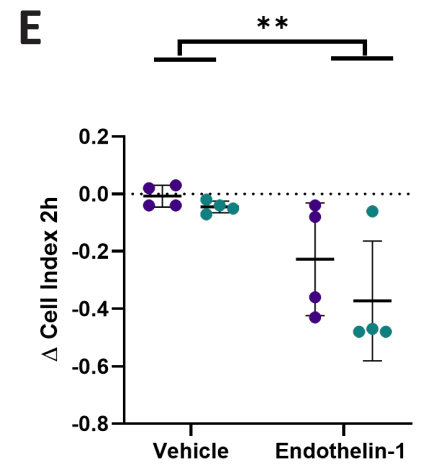 E
**
0.2
0.0
-0.2
-0.4
-0.6
-0.8
Δ Cell Index 2h
Vehicle Endothelin-1